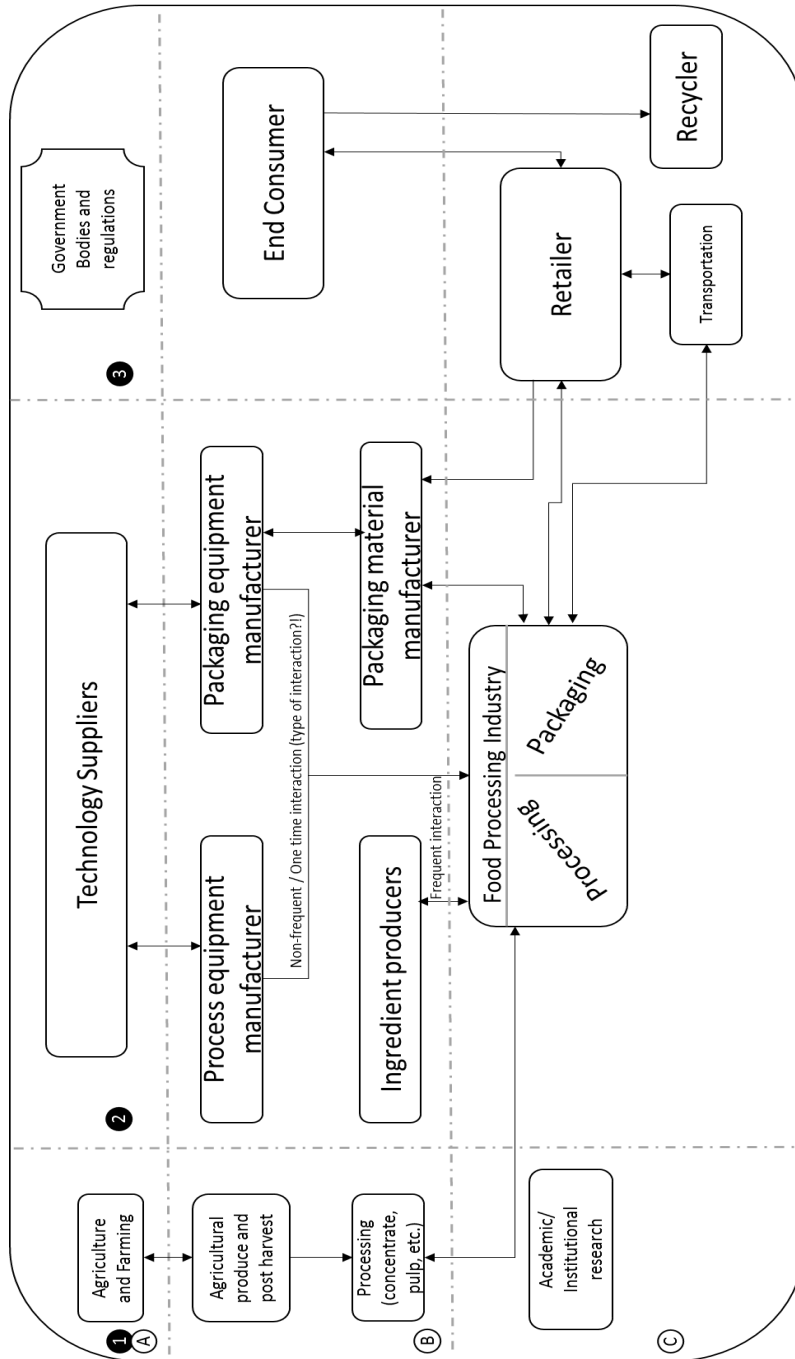 1
A
Agriculture
and Farming
Agricultural
produce and
post harvest
Processing
(concentrate,
pulp, etc.)
B
Academic/
Institutional
research
C
2
Technology Suppliers
Process equipment
manufacturer
Packaging equipment
manufacturer
Non-frequent / One time interaction (type of interaction?!)
Ingredient producers
Packaging material
manufacturer
Frequent interaction
Food Processing Industry
Processing
Packaging
3
Government
Bodies and
regulations
End Consumer
Retailer
Transportation
Recycler